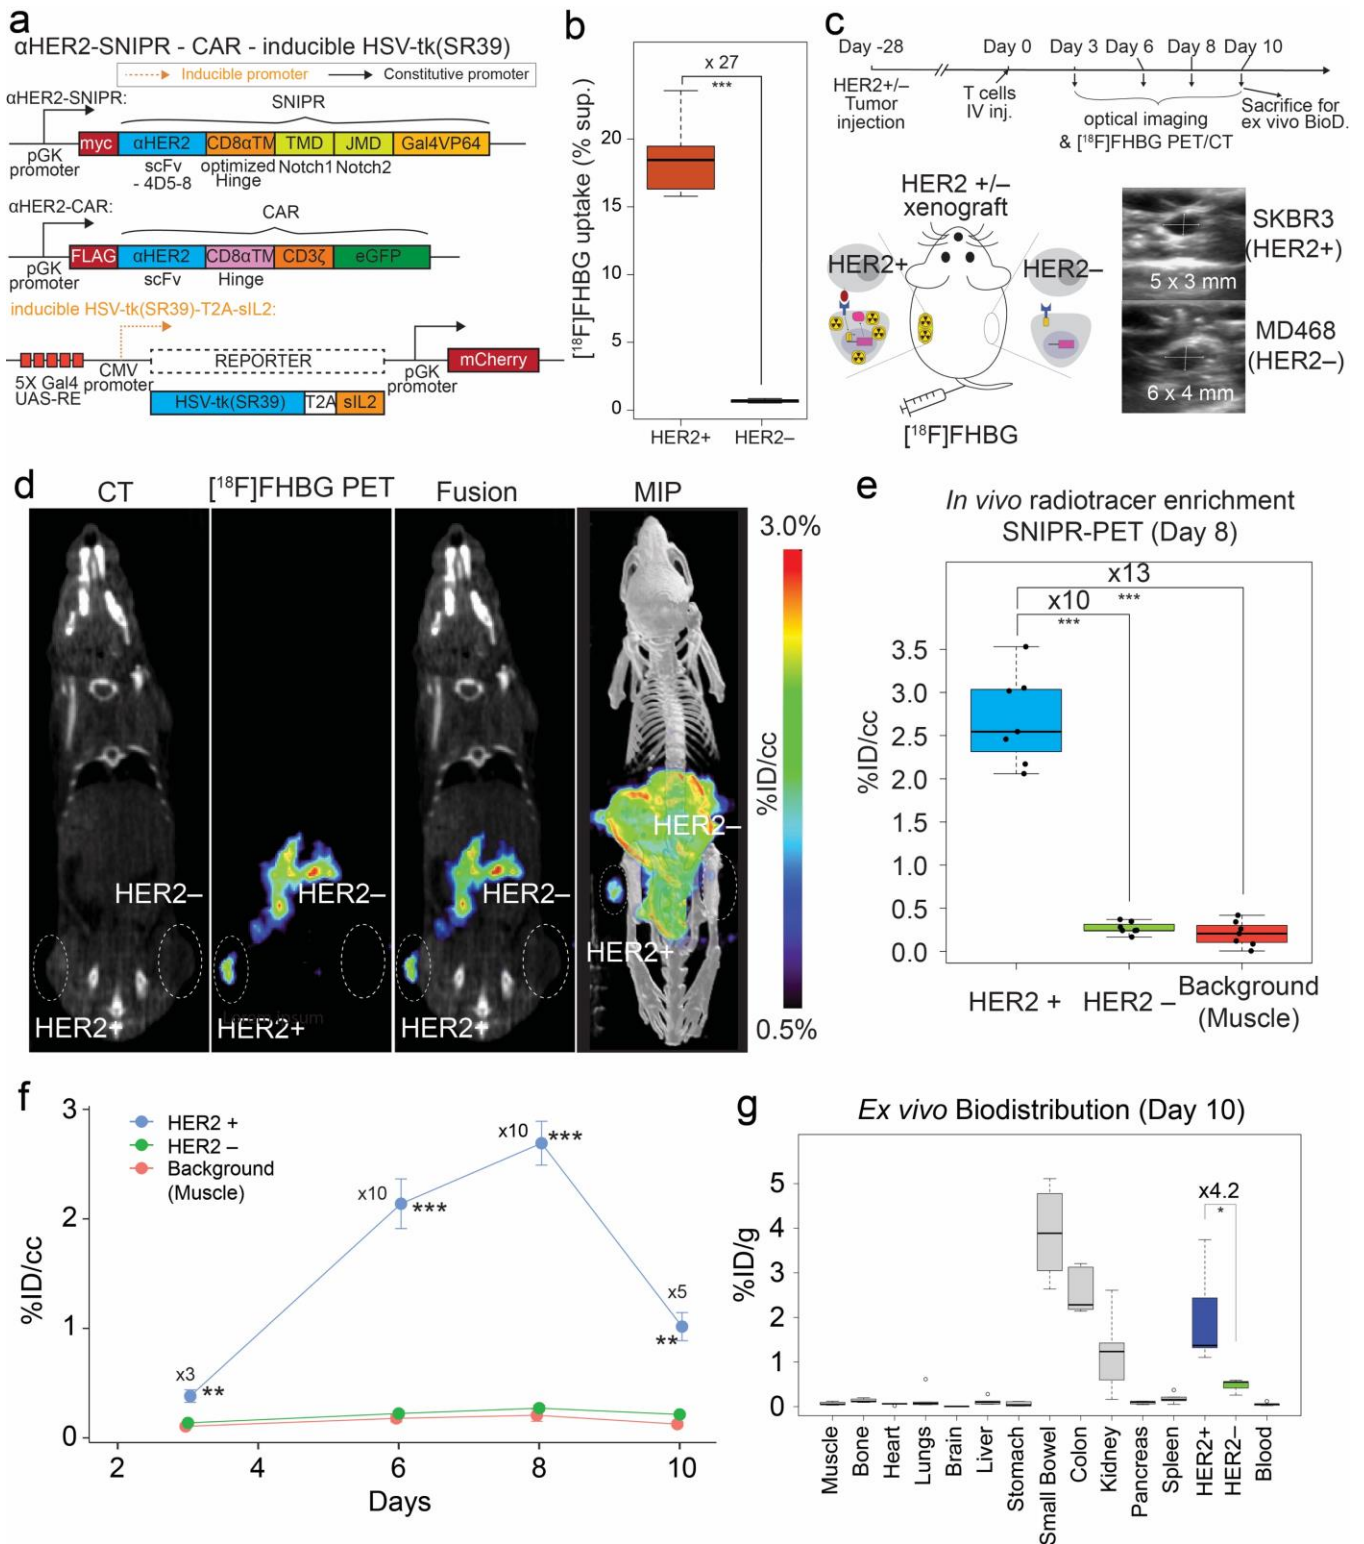 a
αHER2-SNIPR - CAR - inducible HSV-tk(SR39)
Inducible promoter
Constitutive promoter
αHER2-SNIPR:
SNIPR
myc
αHER2
CD8αTM
TMD
JMD
Gal4VP64
pGK
promoter
scFv
- 4D5-8
optimized
Hinge
Notch1
Notch2
αHER2-CAR:
CAR
FLAG
αHER2
CD8αTM
CD3ζ
eGFP
pGK
promoter
scFv
Hinge
inducible HSV-tk(SR39)-T2A-sIL2:
REPORTER
5X Gal4
UAS-RE
CMV
promoter
pGK
promoter
mCherry
HSV-tk(SR39)
T2A
sIL2
b
x 27
***
[¹⁸F]FHBG uptake (% sup.)
20
15
10
5
0
HER2+
HER2–
c
Day -28
Day 0
Day 3
Day 6
Day 8
Day 10
HER2+/–
Tumor
injection
T cells
IV inj.
optical imaging
& [¹⁸F]FHBG PET/CT
Sacrifice for
ex vivo BioD.
HER2 +/–
xenograft
HER2+
HER2–
[¹⁸F]FHBG
5 x 3 mm
SKBR3
(HER2+)
6 x 4 mm
MD468
(HER2–)
d
CT
[¹⁸F]FHBG PET
Fusion
MIP
HER2–
HER2+
HER2–
HER2+
Lorem ipsum
HER2–
HER2+
HER2–
HER2+
3.0%
%ID/cc
0.5%
e
In vivo radiotracer enrichment
SNIPR-PET (Day 8)
x13
***
x10
***
%ID/cc
3.5
3.0
2.5
2.0
1.5
1.0
0.5
0.0
HER2 +
HER2 –
Background
(Muscle)
f
HER2 +
HER2 –
Background
(Muscle)
%ID/cc
3
2
1
0
x3
**
x10
***
x10
***
x5
**
2
4
6
8
10
Days
g
Ex vivo Biodistribution (Day 10)
%ID/g
5
4
3
2
1
0
x4.2
*
Muscle
Bone
Heart
Lungs
Brain
Liver
Stomach
Small Bowel
Colon
Kidney
Pancreas
Spleen
HER2+
HER2–
Blood